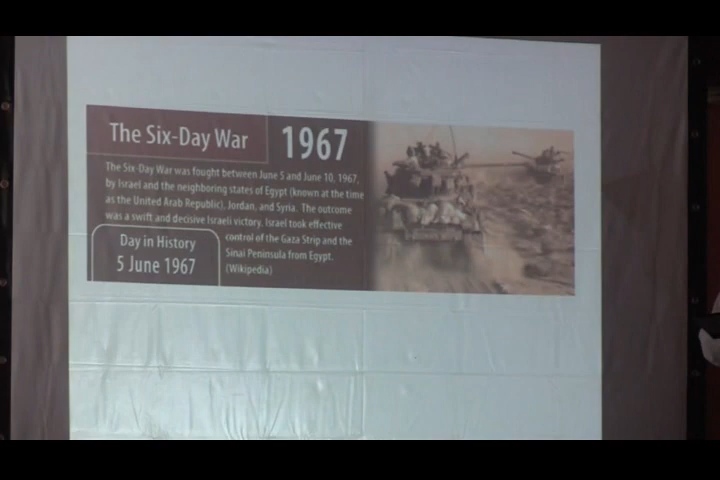 The Six-Day War
1967
The Six-Day War was fought between June 5 and June 10, 1967,
by Israel and the neighboring states of Egypt (known at the time
as the United Arab Republic), Jordan, and Syria. The outcome
was a swift and decisive Israeli victory. Israel took effective
control of the Gaza Strip and the
Sinai Peninsula from Egypt.
(Wikipedia)
Day in History
5 June 1967